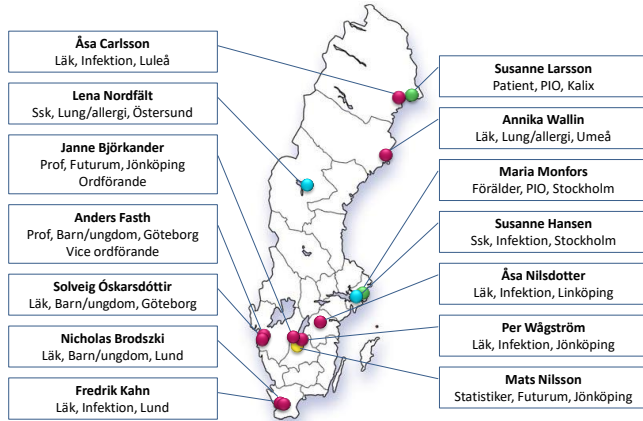 Åsa Carlsson
Läk, Infektion, Luleå
Lena Nordfält
Ssk, Lung/allergi, Östersund
Janne Björkander
Prof, Futurum, Jönköping
Ordförande
Anders Fasth
Prof, Barn/ungdom, Göteborg
Vice ordförande
Solveig Óskarsdóttir
Läk, Barn/ungdom, Göteborg
Nicholas Brodszki
Läk, Barn/ungdom, Lund
Fredrik Kahn
Läk, Infektion, Lund
Susanne Larsson
Patient, PIO, Kalix
Annika Wallin
Läk, Lung/allergi, Umeå
Maria Monfors
Förälder, PIO, Stockholm
Susanne Hansen
Ssk, Infektion, Stockholm
Åsa Nilsdotter
Läk, Infektion, Linköping
Per Wågström
Läk, Infektion, Jönköping
Mats Nilsson
Statistiker, Futurum, Jönköping